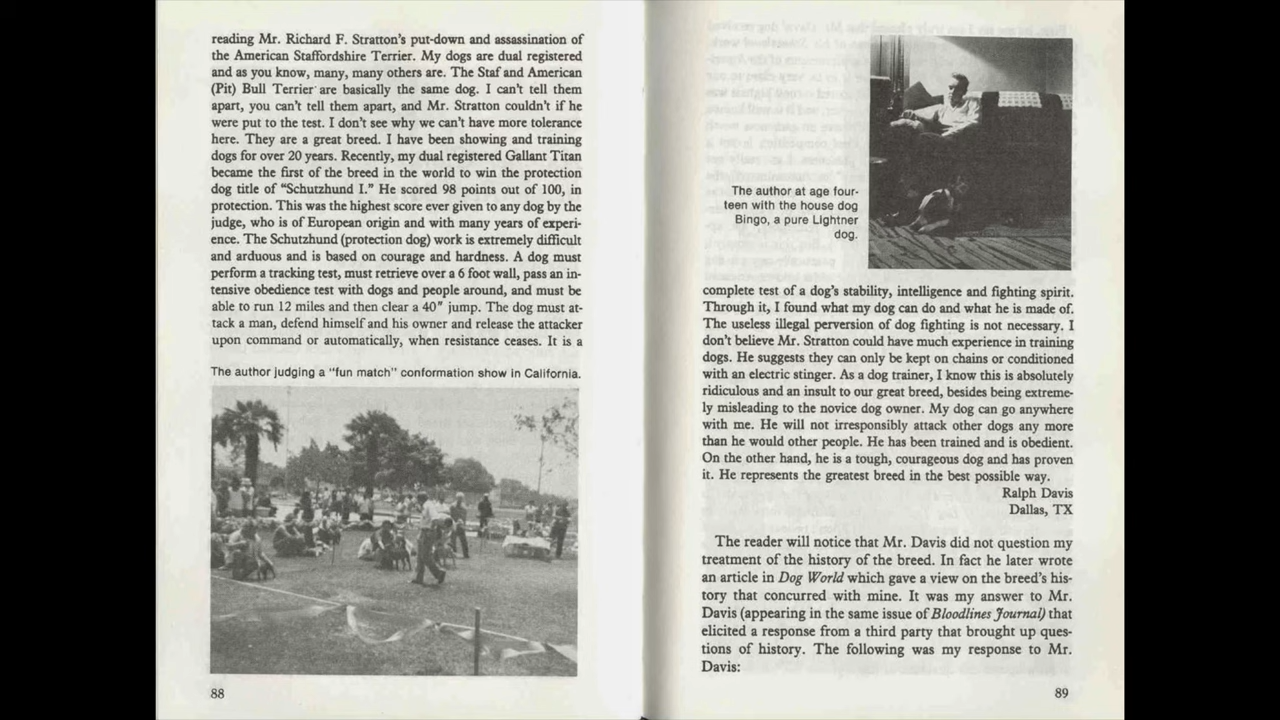 reading Mr. Richard F. Stratton's put-down and assassination of
the American Staffordshire Terrier. My dogs are dual registered
and as you know, many, many others are. The Staf and American
(Pit) Bull Terrier are basically the same dog. I can't tell them
apart, you can't tell them apart, and Mr. Stratton couldn't if he
were put to the test. I don't see why we can't have more tolerance
here. They are a great breed. I have been showing and training
dogs for over 20 years. Recently, my dual registered Gallant Titan
became the first of the breed in the world to win the protection
dog title of "Schutzhund I." He scored 98 points out of 100, in
protection. This was the highest score ever given to any dog by the
judge, who is of European origin and with many years of experi-
ence. The Schutzhund (protection dog) work is extremely difficult
and arduous and is based on courage and hardness. A dog must
perform a tracking test, must retrieve over a 6 foot wall, pass an in-
tensive obedience test with dogs and people around, and must be
able to run 12 miles and then clear a 40" jump. The dog must at-
tack a man, defend himself and his owner and release the attacker
upon command or automatically, when resistance ceases. It is a
The author judging a "fun match" conformation show in California.
88
The author at age four-
teen with the house dog
Bingo, a pure Lightner
dog.
complete test of a dog's stability, intelligence and fighting spirit.
Through it, I found what my dog can do and what he is made of.
The useless illegal perversion of dog fighting is not necessary. I
don't believe Mr. Stratton could have much experience in training
dogs. He suggests they can only be kept on chains or conditioned
with an electric stinger. As a dog trainer, I know this is absolutely
ridiculous and an insult to our great breed, besides being extreme-
ly misleading to the novice dog owner. My dog can go anywhere
with me. He will not irresponsibly attack other dogs any more
than he would other people. He has been trained and is obedient.
On the other hand, he is a tough, courageous dog and has proven
it. He represents the greatest breed in the best possible way.
Ralph Davis
Dallas, TX
The reader will notice that Mr. Davis did not question my
treatment of the history of the breed. In fact he later wrote
an article in Dog World which gave a view on the breed's his-
tory that concurred with mine. It was my answer to Mr.
Davis (appearing in the same issue of Bloodlines Journal) that
elicited a response from a third party that brought up ques-
tions of history. The following was my response to Mr.
Davis:
89